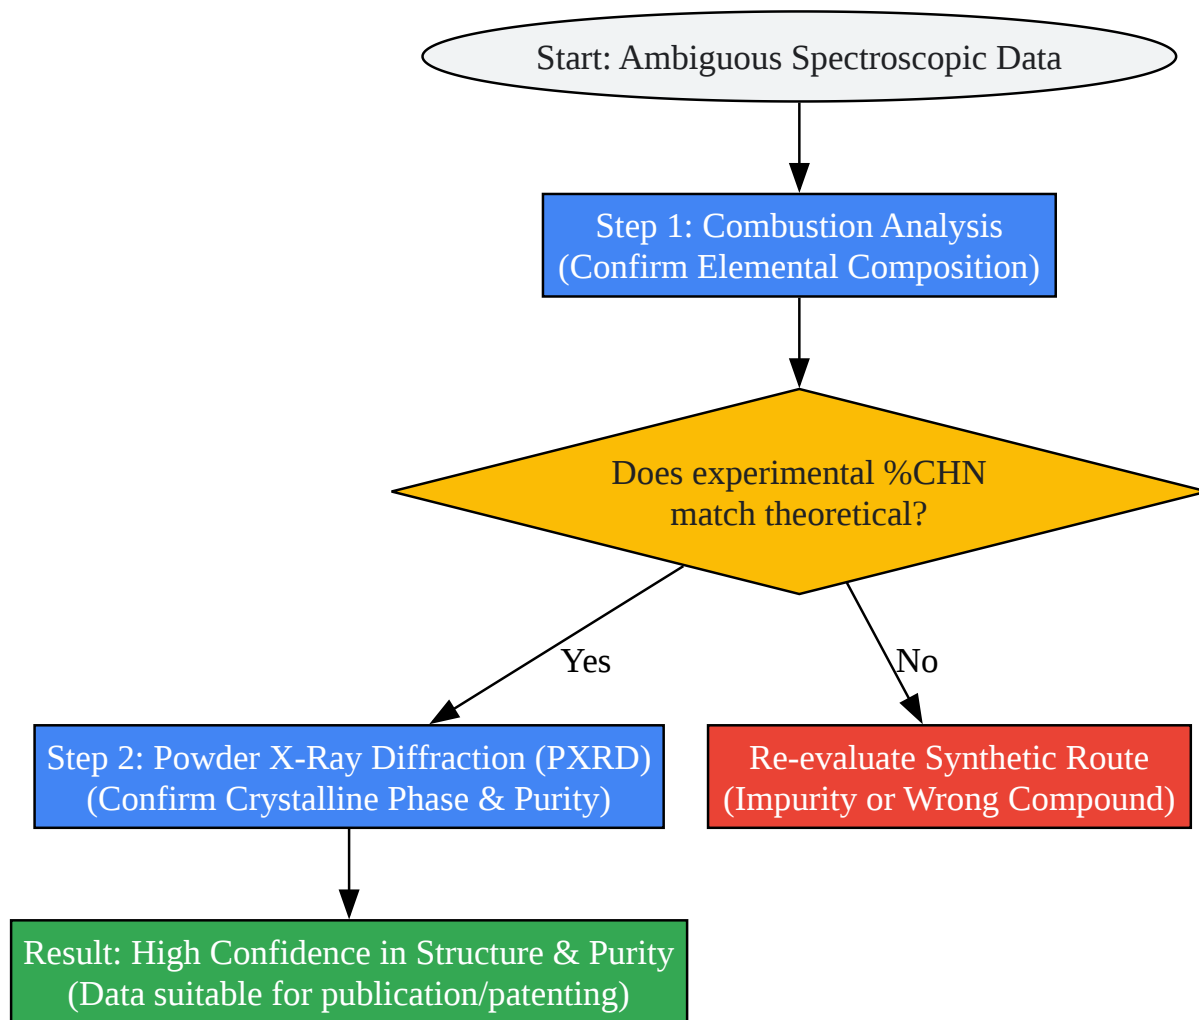 Start: Ambiguous Spectroscopic Data
Step 1: Combustion Analysis
(Confirm Elemental Composition)
Does experimental %CHN
match theoretical?
Yes
No
Step 2: Powder X-Ray Diffraction (PXRD)
(Confirm Crystalline Phase & Purity)
Re-evaluate Synthetic Route
(Impurity or Wrong Compound)
Result: High Confidence in Structure & Purity
(Data suitable for publication/patenting)